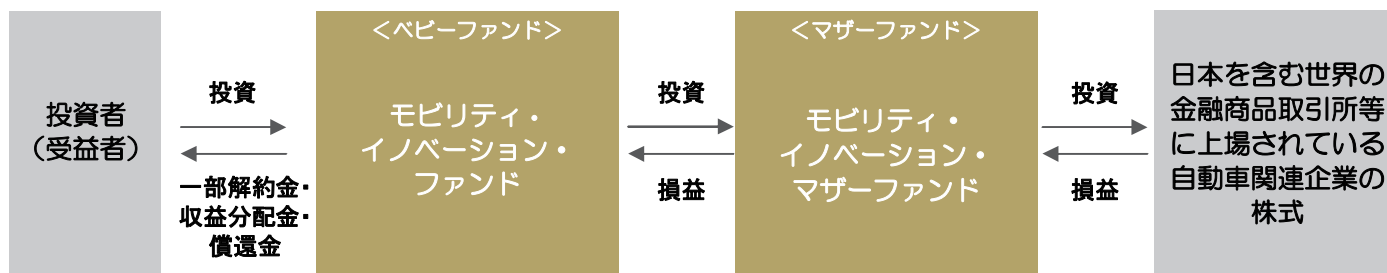 投資者
(受益者)
投資
一部解約金・
収益分配金・
償還金
＜ベビーファンド＞
モビリティ・
イノベーション・
ファンド
投資
損益
＜マザーファンド＞
モビリティ・
イノベーション・
マザーファンド
投資
損益
日本を含む世界の
金融商品取引所等
に上場されている
自動車関連企業の
株式